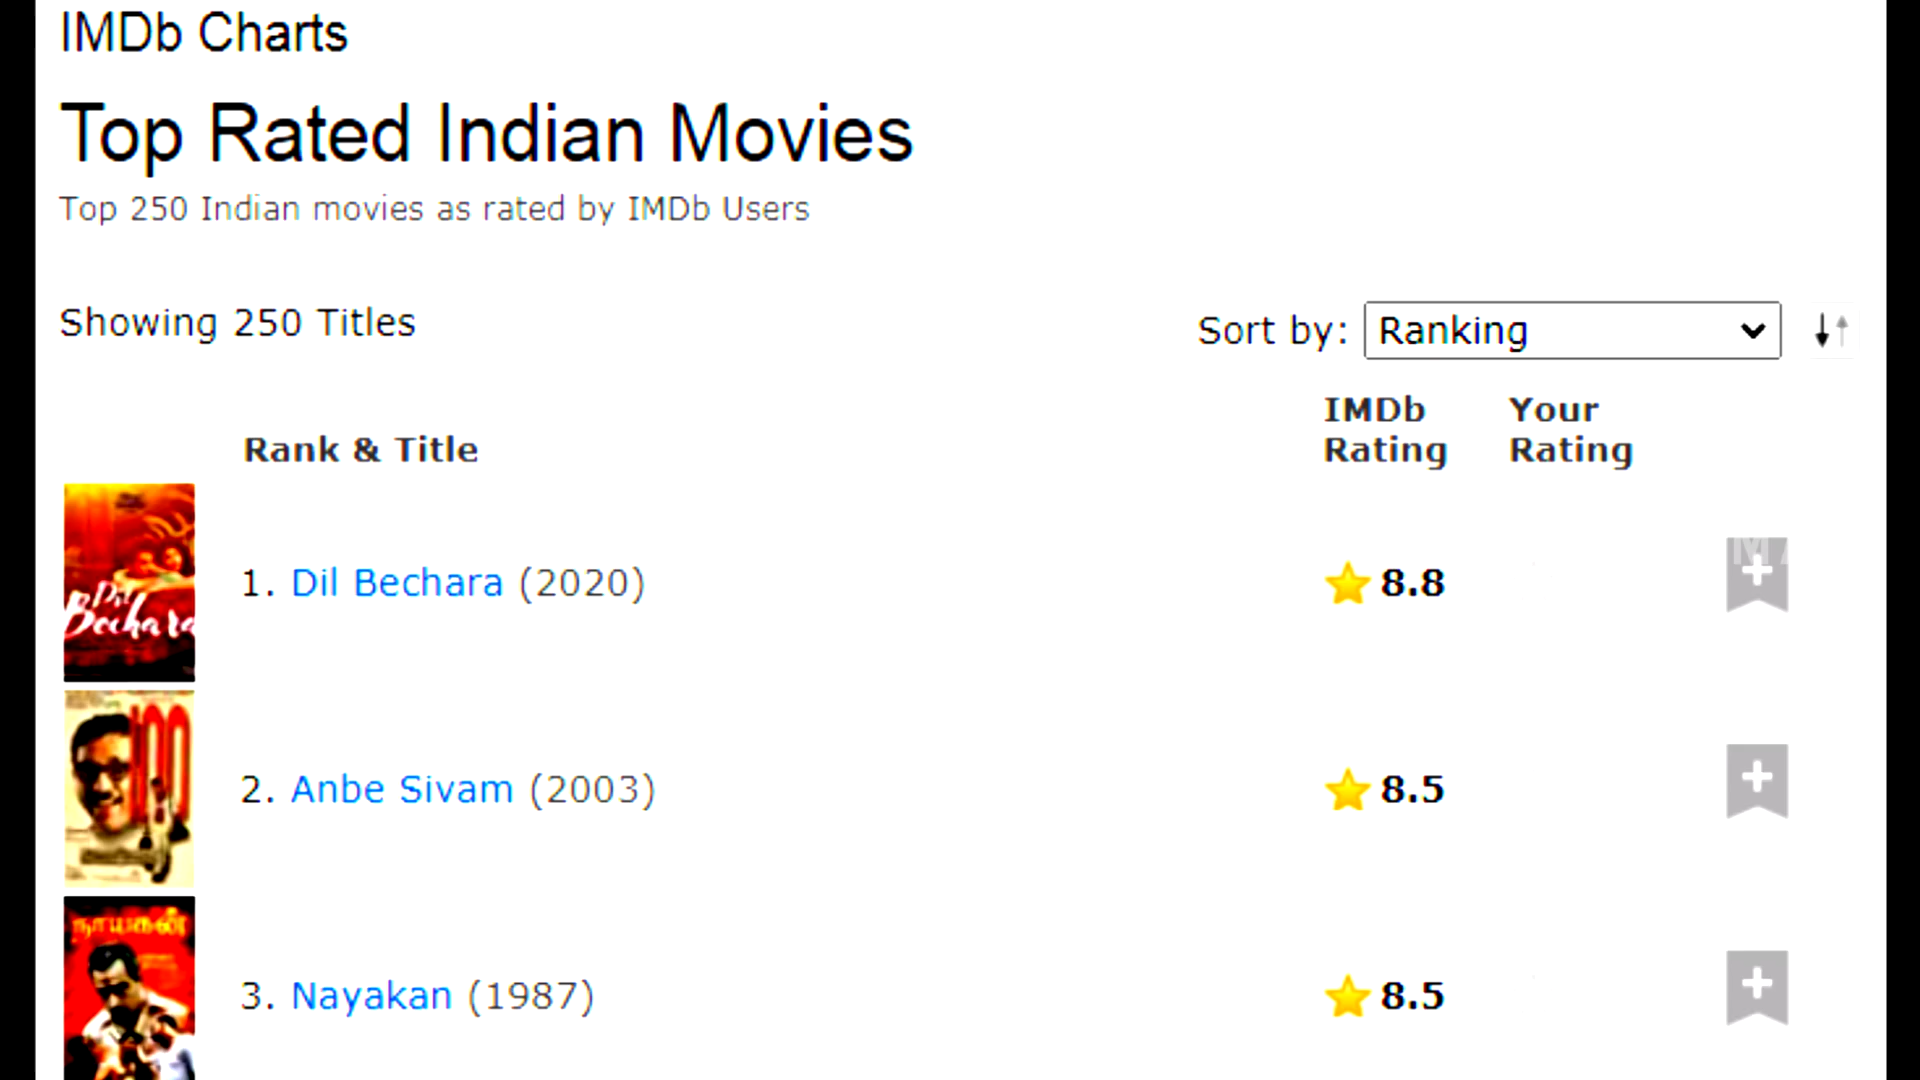 IMDb Charts
Top Rated Indian Movies
Top 250 Indian movies as rated by IMDb Users
Showing 250 Titles
Sort by: Ranking
Rank & Title
IMDb Rating
Your Rating
Dil Bechara
1. Dil Bechara (2020)
8.8
2. Anbe Sivam (2003)
8.5
நாயகன்
3. Nayakan (1987)
8.5